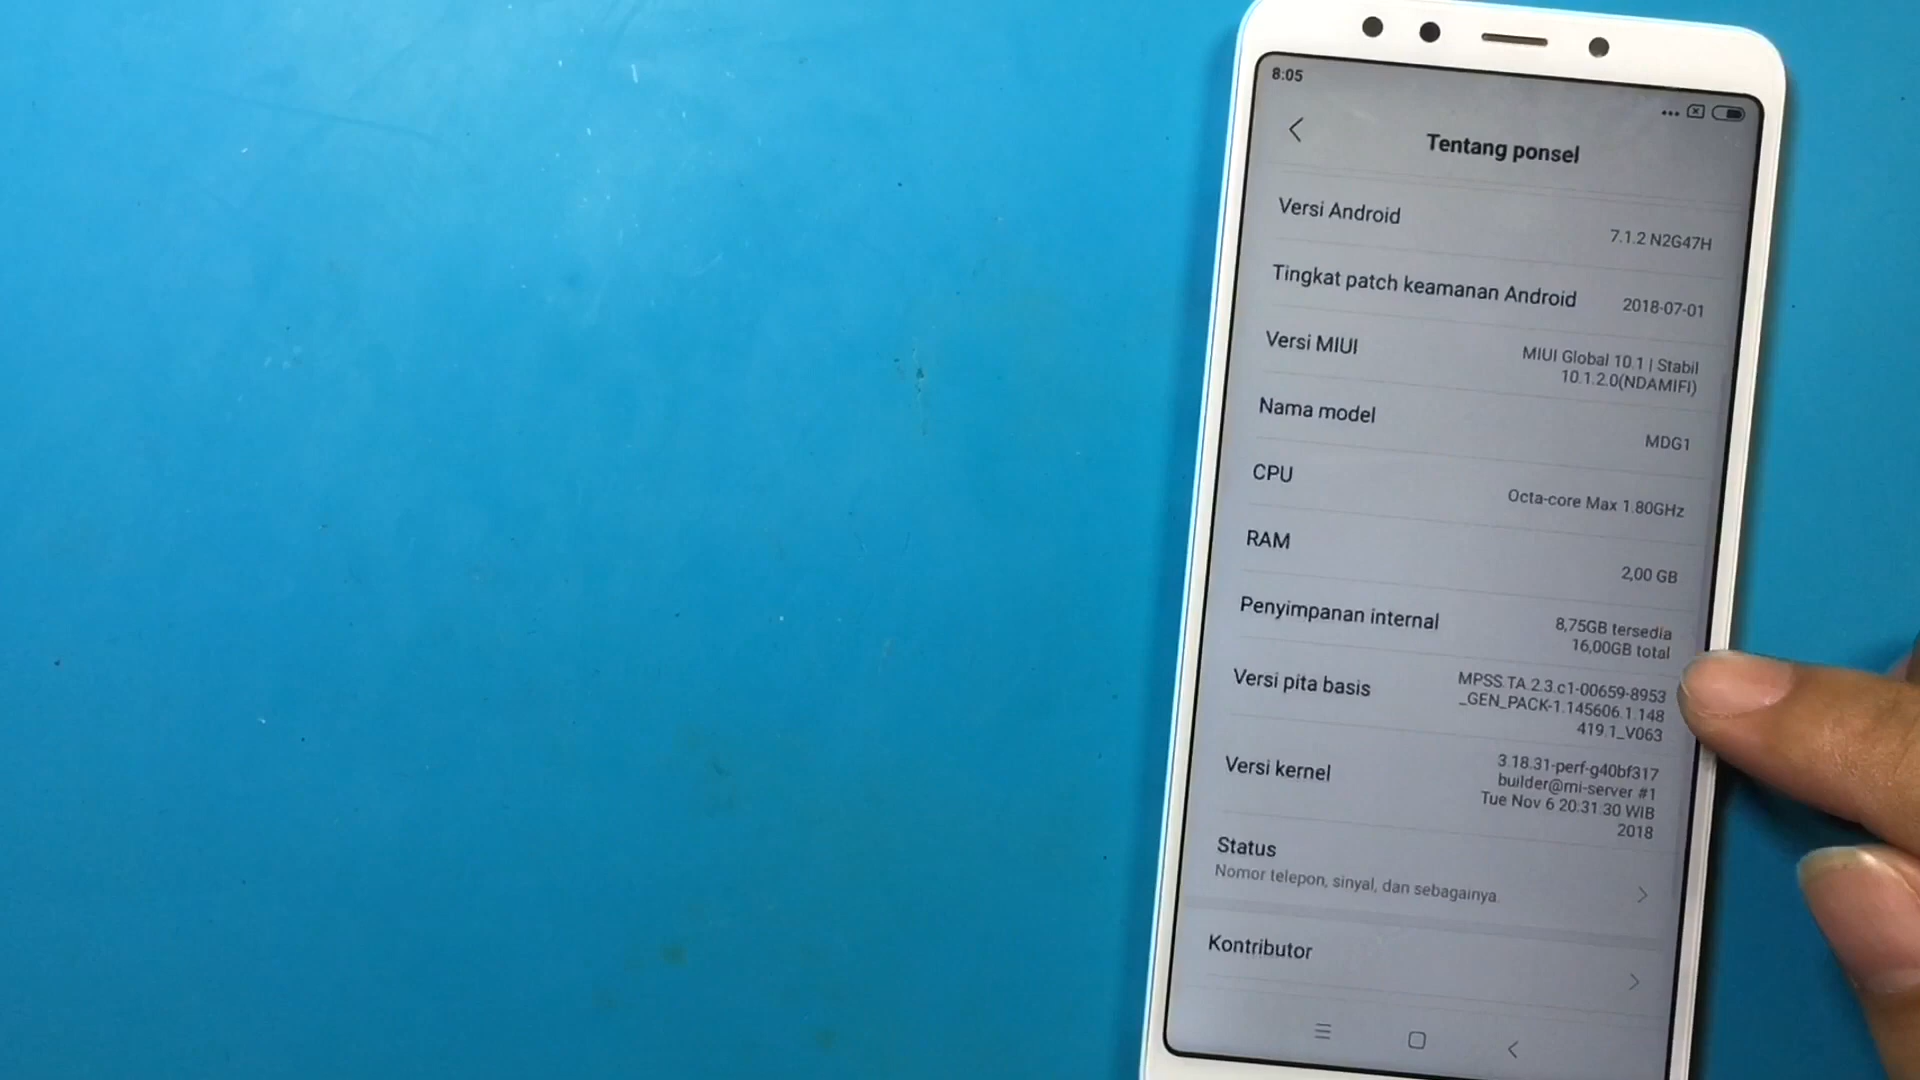 8:05
Tentang ponsel
Versi Android
7.1.2 N2G47H
Tingkat patch keamanan Android
2018-07-01
Versi MIUI
MIUI Global 10.1 | Stabil
10.1.2.0(NDAMIFI)
Nama model
MDG1
CPU
Octa-core Max 1.80GHz
RAM
2,00 GB
Penyimpanan internal
8,75GB tersedia
16,00GB total
Versi pita basis
MPSS.TA.2.3.c1-00659-8953
_GEN_PACK-1.145606.1.148
419.1_V063
Versi kernel
3.18.31-perf-g40bf317
builder@mi-server #1
Tue Nov 6 20:31:30 WIB
2018
Status
Nomor telepon, sinyal, dan sebagainya
Kontributor